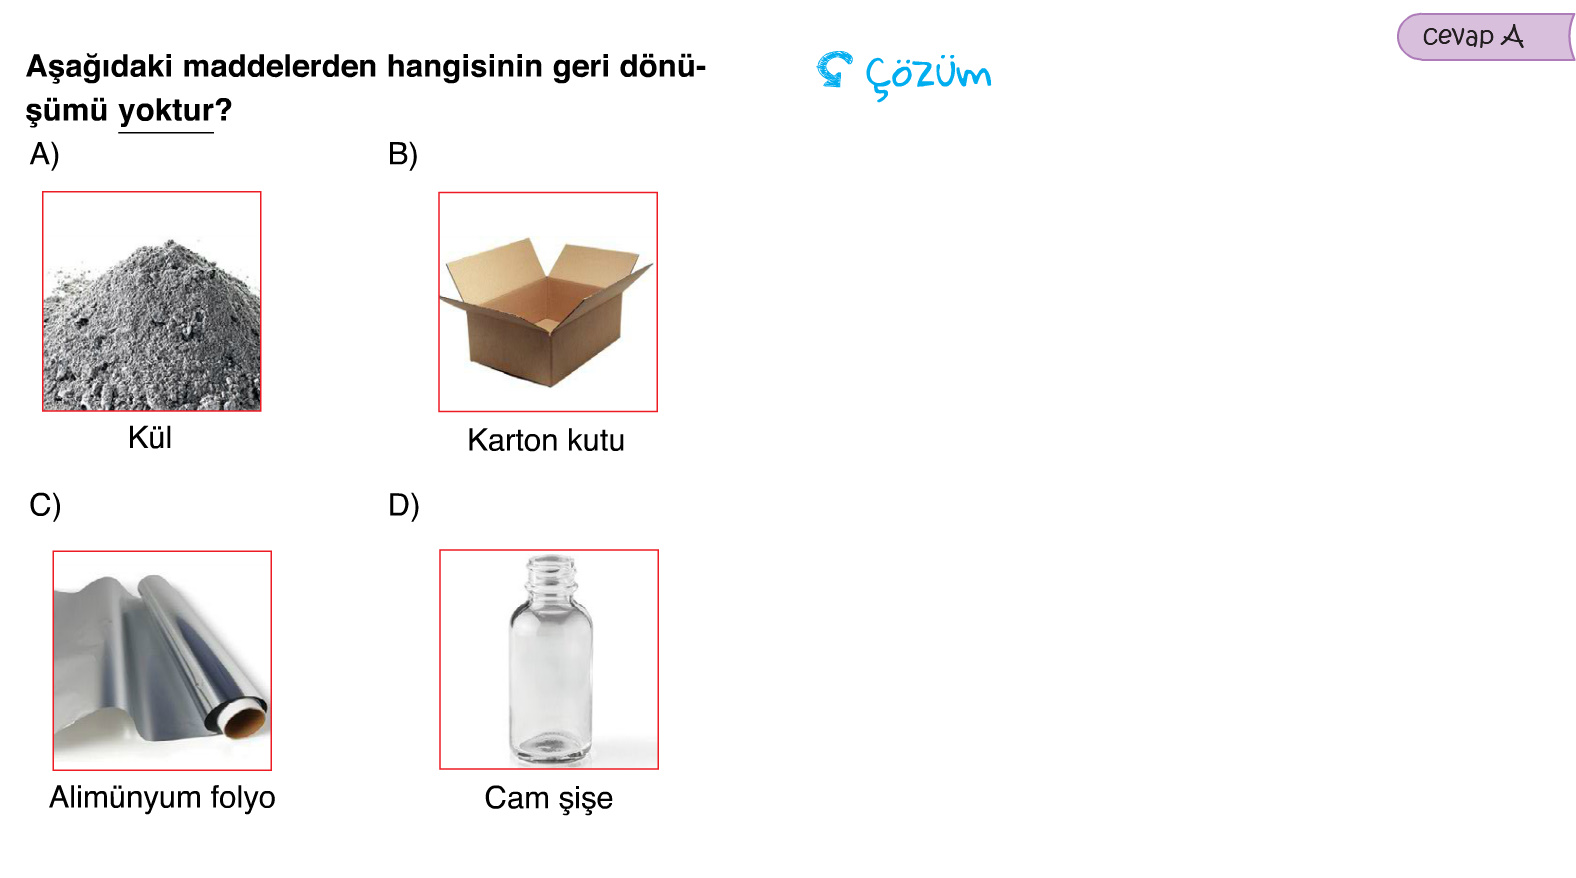 Aşağıdaki maddelerden hangisinin geri dönü-
şümü yoktur?
A)
Kül
B)
Karton kutu
C)
Alimünyum folyo
D)
Cam şişe
Çözüm
Cevap A